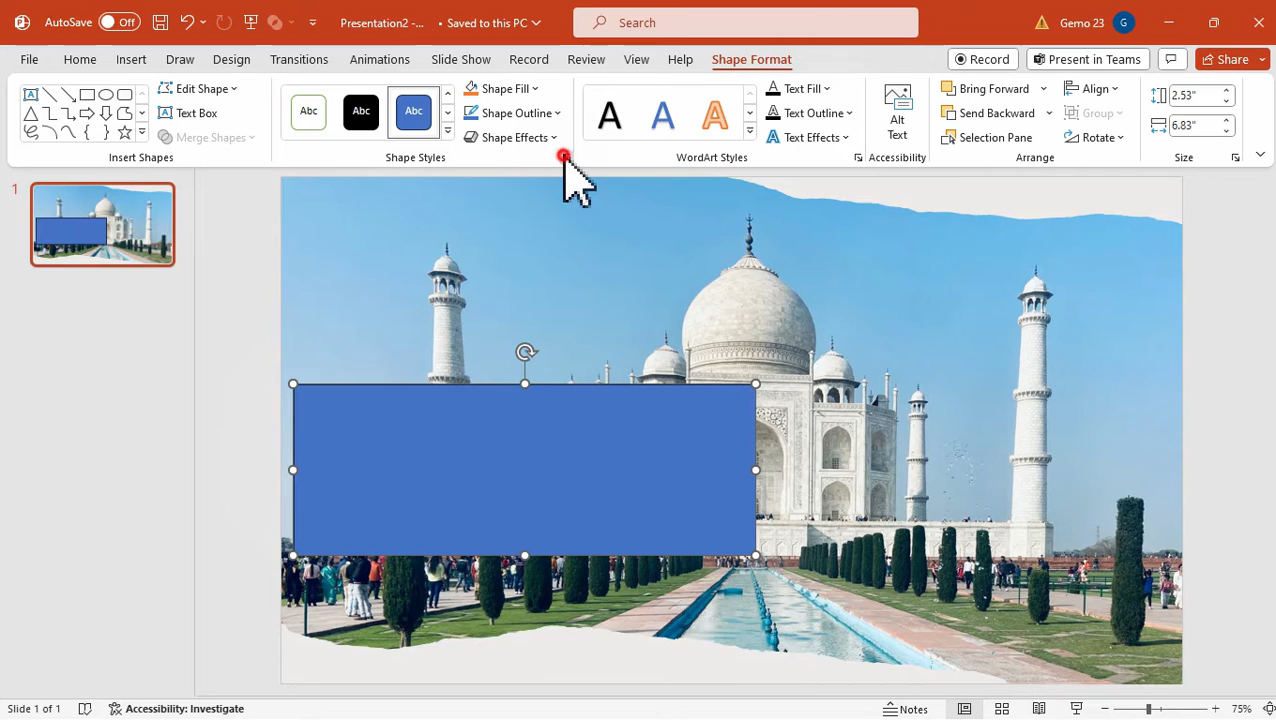 AutoSave Off Presentation2 -... • Saved to this PC Search Gemo 23 G
File Home Insert Draw Design Transitions Animations Slide Show Record Review View Help Shape Format Record Present in Teams Share
Edit Shape
Text Box
Merge Shapes
Insert Shapes
Abc Abc Abc
Shape Fill
Shape Outline
Shape Effects
Shape Styles
A A A
Text Fill
Text Outline
Text Effects
WordArt Styles
Alt
Text
Accessibility
Bring Forward
Send Backward
Selection Pane
Align
Group
Rotate
Arrange
2.53"
6.83"
Size
1
Slide 1 of 1 Accessibility: Investigate Notes 75%